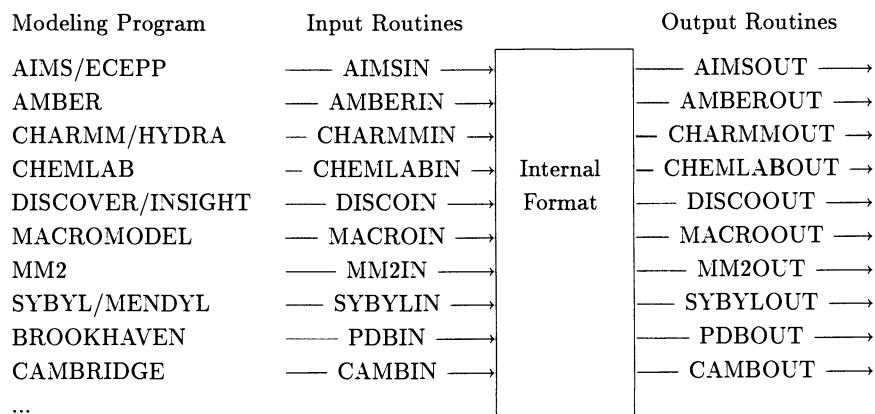 Modeling Program Input Routines Output Routines
AIMS/ECEPP AIMSIN AIMSOUT
AMBER AMBERIN AMBEROUT
CHARMM/HYDRA CHARMMIN CHARMMOUT
CHEMLAB CHEMLABIN Internal CHEMLABOUT
DISCOVER/INSIGHT DISCOIN Format DISCOOUT
MACROMODEL MACROIN MACROOUT
MM2 MM2IN MM2OUT
SYBYL/MENDYL SYBYLIN SYBYLOUT
BROOKHAVEN PDBIN PDBOUT
CAMBRIDGE CAMBIN CAMBOUT
...